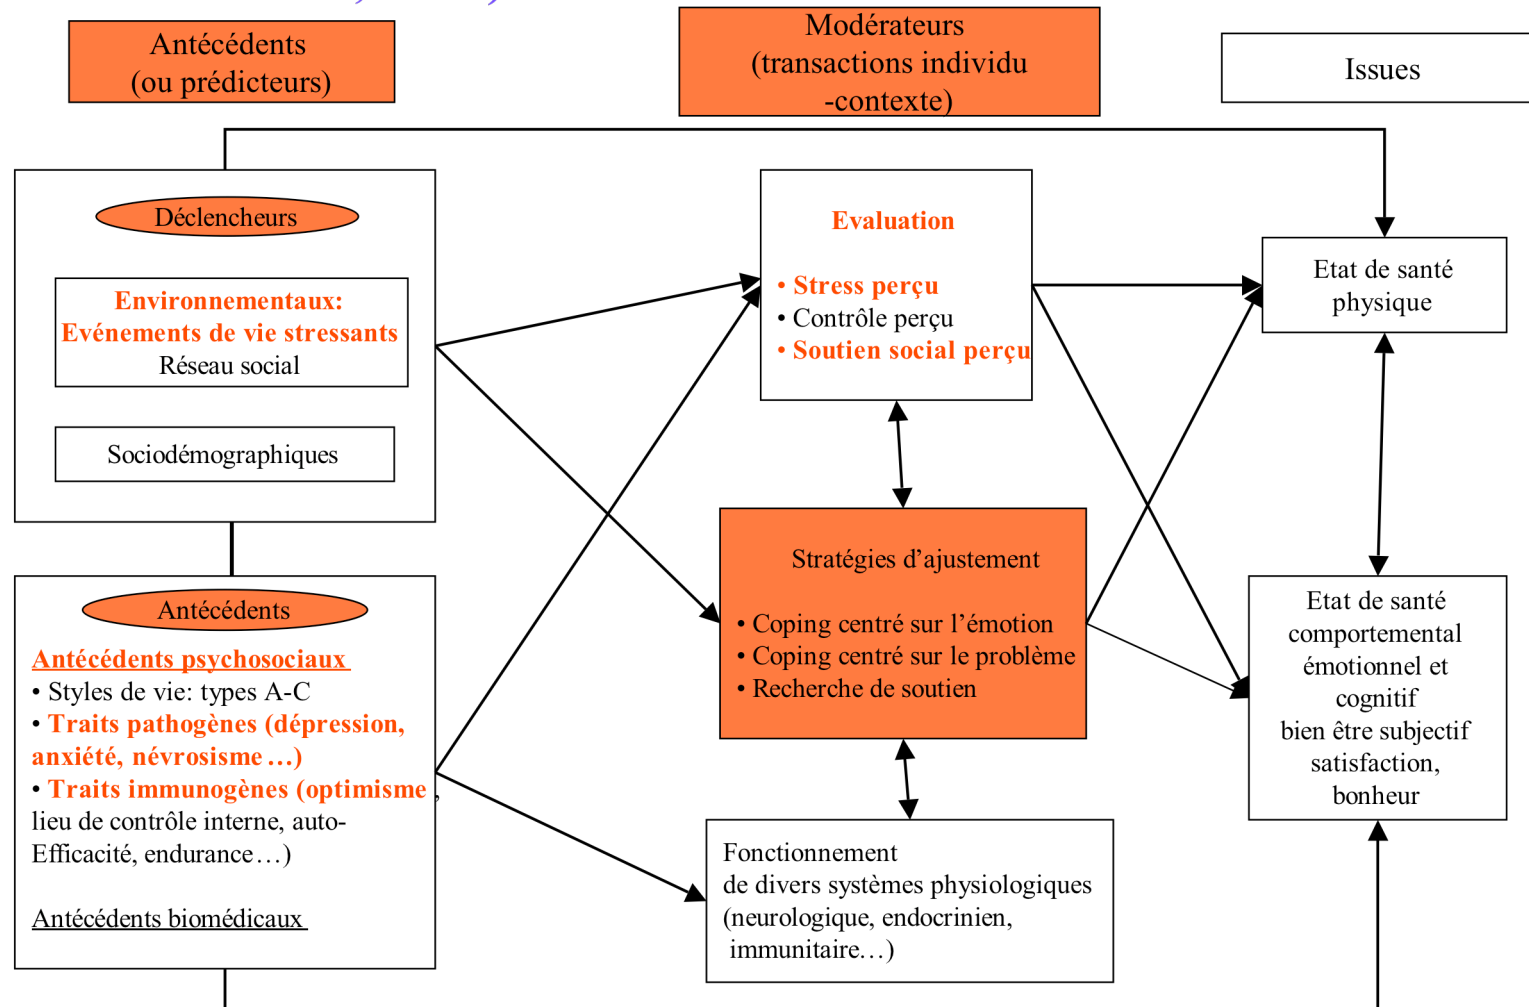 Antécédents
(ou prédicteurs)
Modérateurs
(transactions individu
-contexte)
Issues
Déclencheurs
Environnementaux:
Evénements de vie stressants
Réseau social
Sociodémographiques
Antécédents
Antécédents psychosociaux
• Styles de vie: types A-C
• Traits pathogènes (dépression,
anxiété, névrosisme…)
• Traits immunogènes (optimisme,
lieu de contrôle interne, auto-
Efficacité, endurance…)
Antécédents biomédicaux
Evaluation
• Stress perçu
• Contrôle perçu
• Soutien social perçu
Stratégies d’ajustement
• Coping centré sur l’émotion
• Coping centré sur le problème
• Recherche de soutien
Fonctionnement
de divers systèmes physiologiques
(neurologique, endocrinien,
immunitaire…)
Etat de santé
physique
Etat de santé
comportemental
émotionnel et
cognitif
bien être subjectif
satisfaction,
bonheur